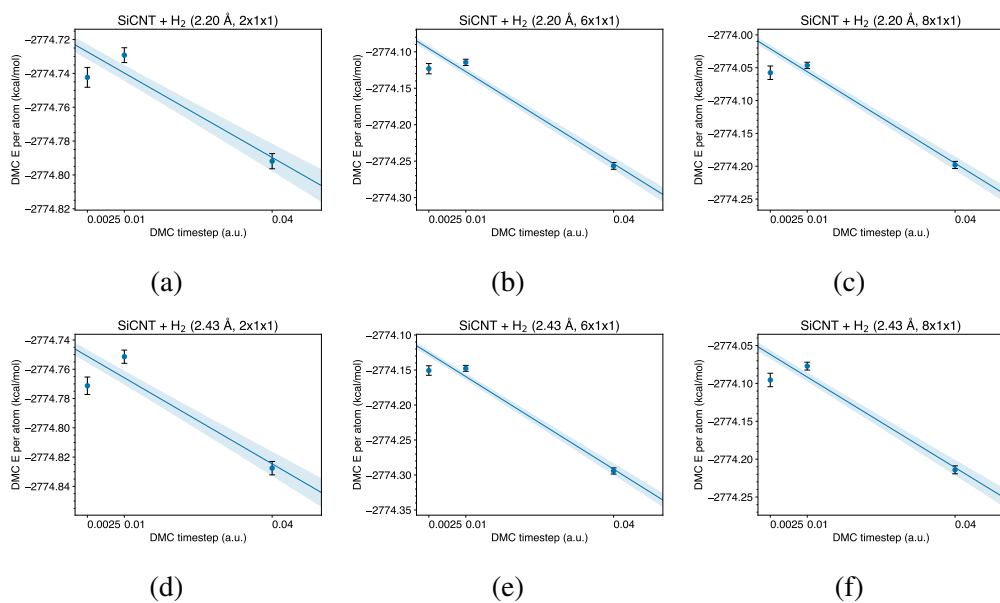 SiCNT + H₂ (2.20 Å, 2x1x1)
DMC E per atom (kcal/mol)
−2774.72
−2774.74
−2774.76
−2774.78
−2774.80
−2774.82
0.0025 0.01 0.04
DMC timestep (a.u.)
(a)
SiCNT + H₂ (2.20 Å, 6x1x1)
DMC E per atom (kcal/mol)
−2774.10
−2774.15
−2774.20
−2774.25
−2774.30
0.0025 0.01 0.04
DMC timestep (a.u.)
(b)
SiCNT + H₂ (2.20 Å, 8x1x1)
DMC E per atom (kcal/mol)
−2774.00
−2774.05
−2774.10
−2774.15
−2774.20
−2774.25
0.0025 0.01 0.04
DMC timestep (a.u.)
(c)
SiCNT + H₂ (2.43 Å, 2x1x1)
DMC E per atom (kcal/mol)
−2774.74
−2774.76
−2774.78
−2774.80
−2774.82
−2774.84
0.0025 0.01 0.04
DMC timestep (a.u.)
(d)
SiCNT + H₂ (2.43 Å, 6x1x1)
DMC E per atom (kcal/mol)
−2774.10
−2774.15
−2774.20
−2774.25
−2774.30
−2774.35
0.0025 0.01 0.04
DMC timestep (a.u.)
(e)
SiCNT + H₂ (2.43 Å, 8x1x1)
DMC E per atom (kcal/mol)
−2774.05
−2774.10
−2774.15
−2774.20
−2774.25
0.0025 0.01 0.04
DMC timestep (a.u.)
(f)